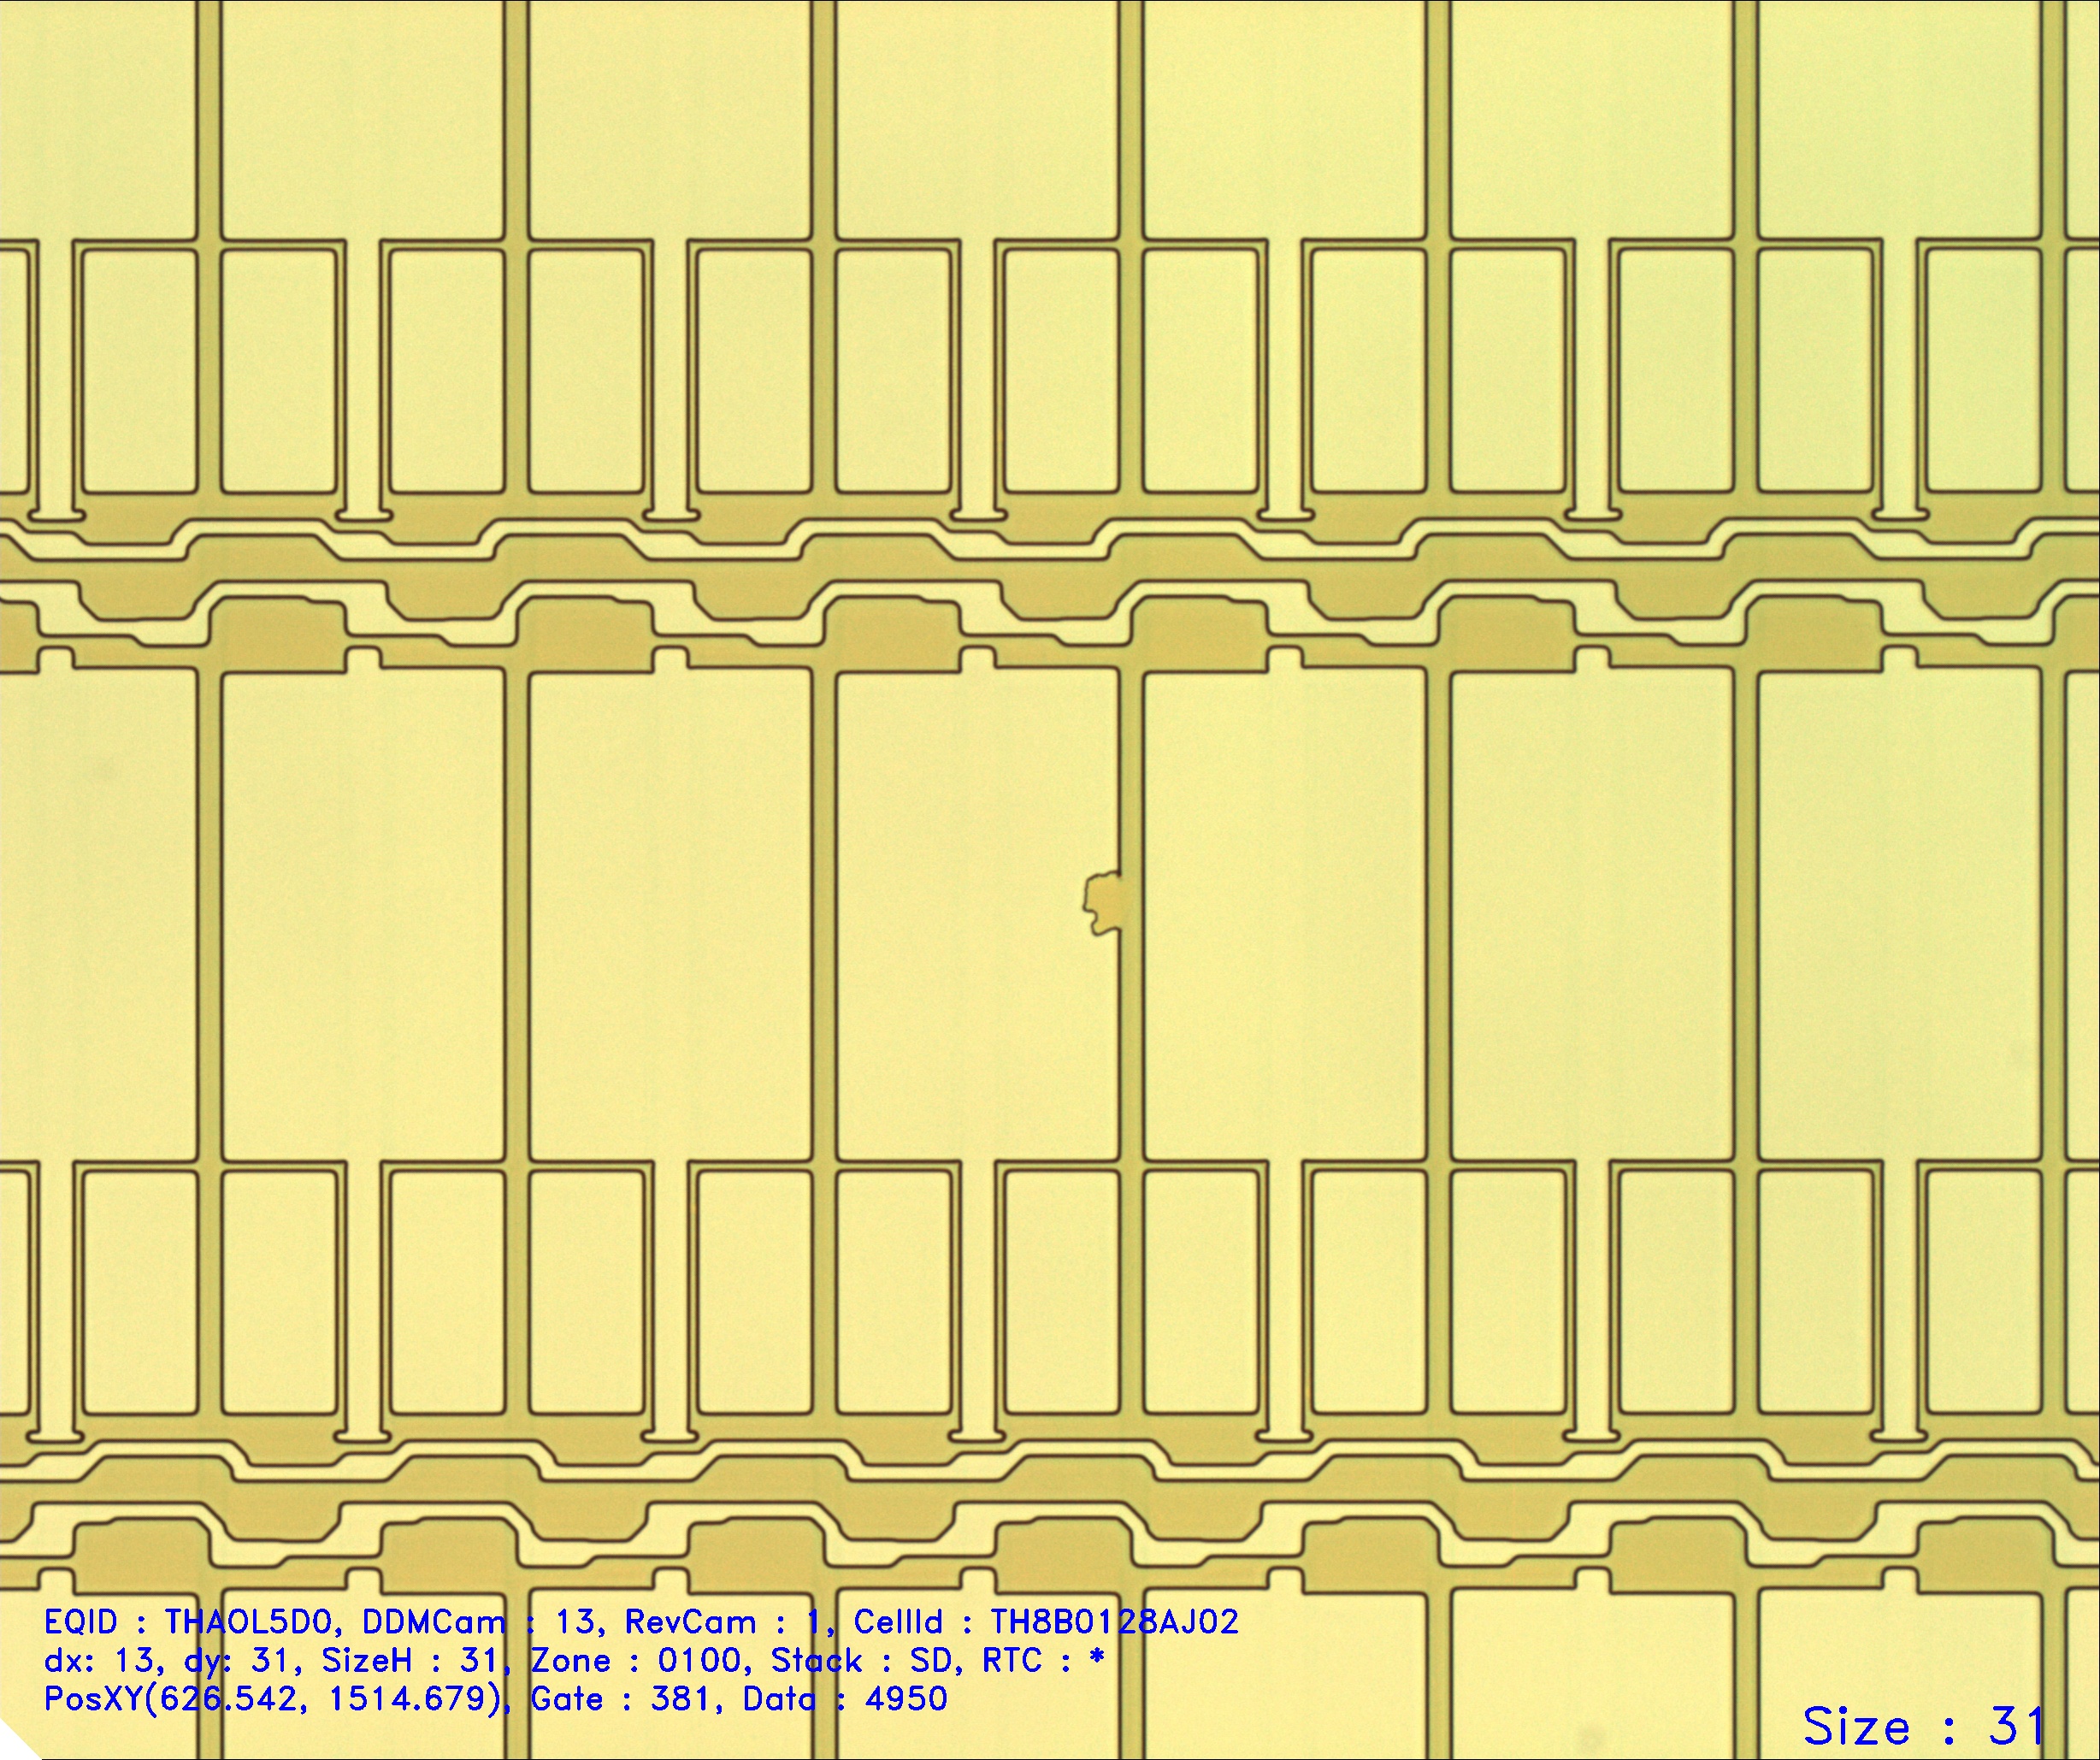 EQID : THAOL5D0, DDMCam : 13, RevCam : 1, CellId : TH8B0128AJ02
dx: 13, dy: 31, SizeH : 31, Zone : 0100, Stack : SD, RTC : *
PosXY(626.542, 1514.679), Gate : 381, Data : 4950
Size : 31